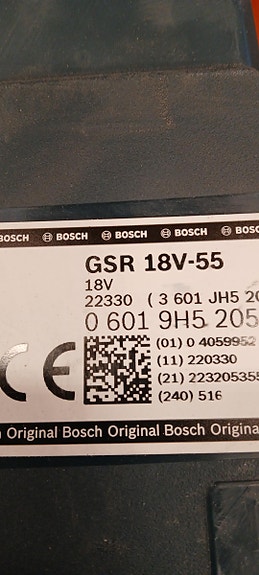 BOSCH BOSCH BOSCH BOSCH BOSCH
GSR 18V-55
18V
22330 ( 3 601 JH5 20
0 601 9H5 205
(01) 0 4059952
(11) 220330
(21) 223205355
(240) 516
CE
Original Bosch Original Bosch Original